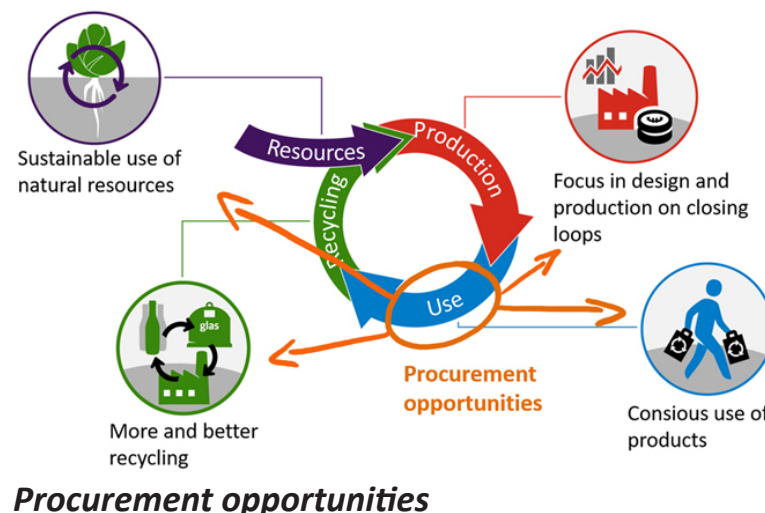 Sustainable use of
natural resources
Resources
Production
Recycling
Use
Focus in design and
production on closing
loops
glas
More and better
recycling
Procurement
opportunities
Consious use of
products
Procurement opportunities